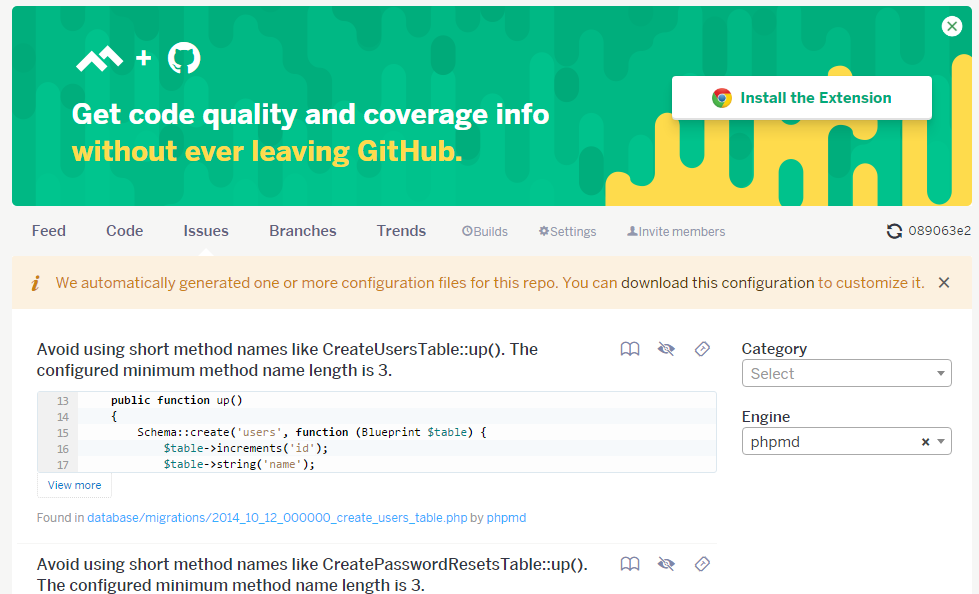 +
Get code quality and coverage info
without ever leaving GitHub.
Install the Extension
Feed Code Issues Branches Trends Builds Settings Invite members 089063e2
i We automatically generated one or more configuration files for this repo. You can download this configuration to customize it. ×
Avoid using short method names like CreateUsersTable::up(). The
configured minimum method name length is 3.
13 public function up()
14 {
15 Schema::create('users', function (Blueprint $table) {
16 $table->increments('id');
17 $table->string('name');
View more
Found in database/migrations/2014_10_12_000000_create_users_table.php by phpmd
Avoid using short method names like CreatePasswordResetsTable::up().
The configured minimum method name length is 3.
Category
Select
Engine
phpmd ×